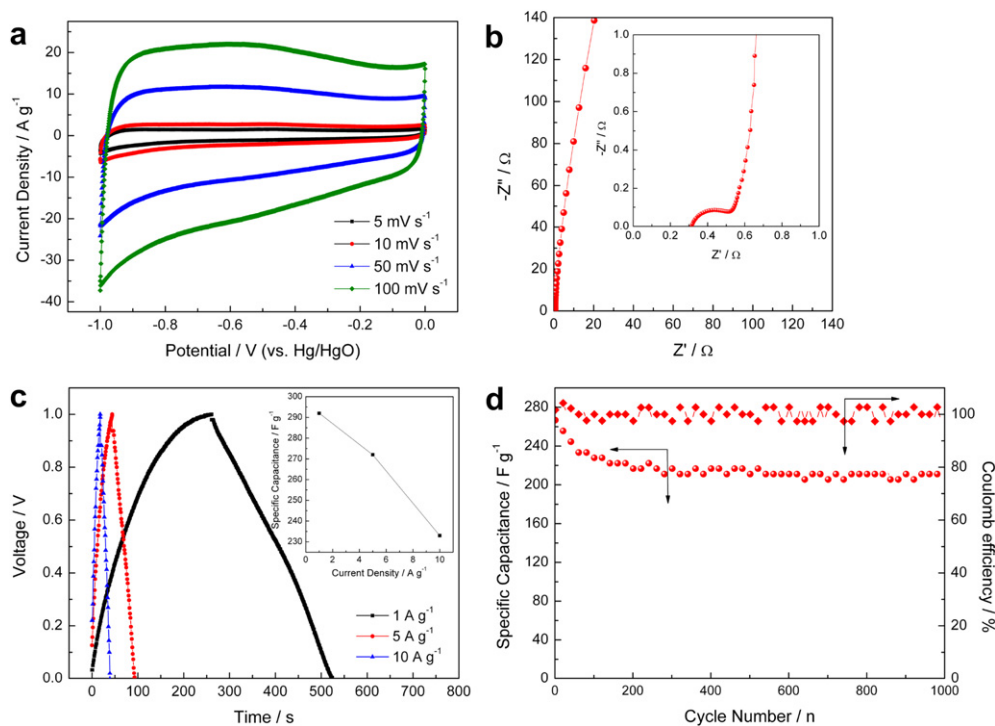 a
Current Density / A g⁻¹
30
20
10
0
-10
-20
-30
-40
-1.0 -0.8 -0.6 -0.4 -0.2 0.0
Potential / V (vs. Hg/HgO)
5 mV s⁻¹
10 mV s⁻¹
50 mV s⁻¹
100 mV s⁻¹
b
-Z'' / Ω
140
120
100
80
60
40
20
0
0 20 40 60 80 100 120 140
Z' / Ω
-Z'' / Ω
1.0
0.8
0.6
0.4
0.2
0.0
0.0 0.2 0.4 0.6 0.8 1.0
Z' / Ω
c
Voltage / V
1.0
0.8
0.6
0.4
0.2
0.0
0 100 200 300 400 500 600 700 800
Time / s
Specific Capacitance / F g⁻¹
300
290
280
270
260
250
240
230
0 2 4 6 8 10
Current Density / A g⁻¹
1 A g⁻¹
5 A g⁻¹
10 A g⁻¹
d
Specific Capacitance / F g⁻¹
280
240
200
160
120
80
40
0
0 200 400 600 800 1000
Cycle Number / n
100
80
60
40
20
0
Coulomb
efficiency / %